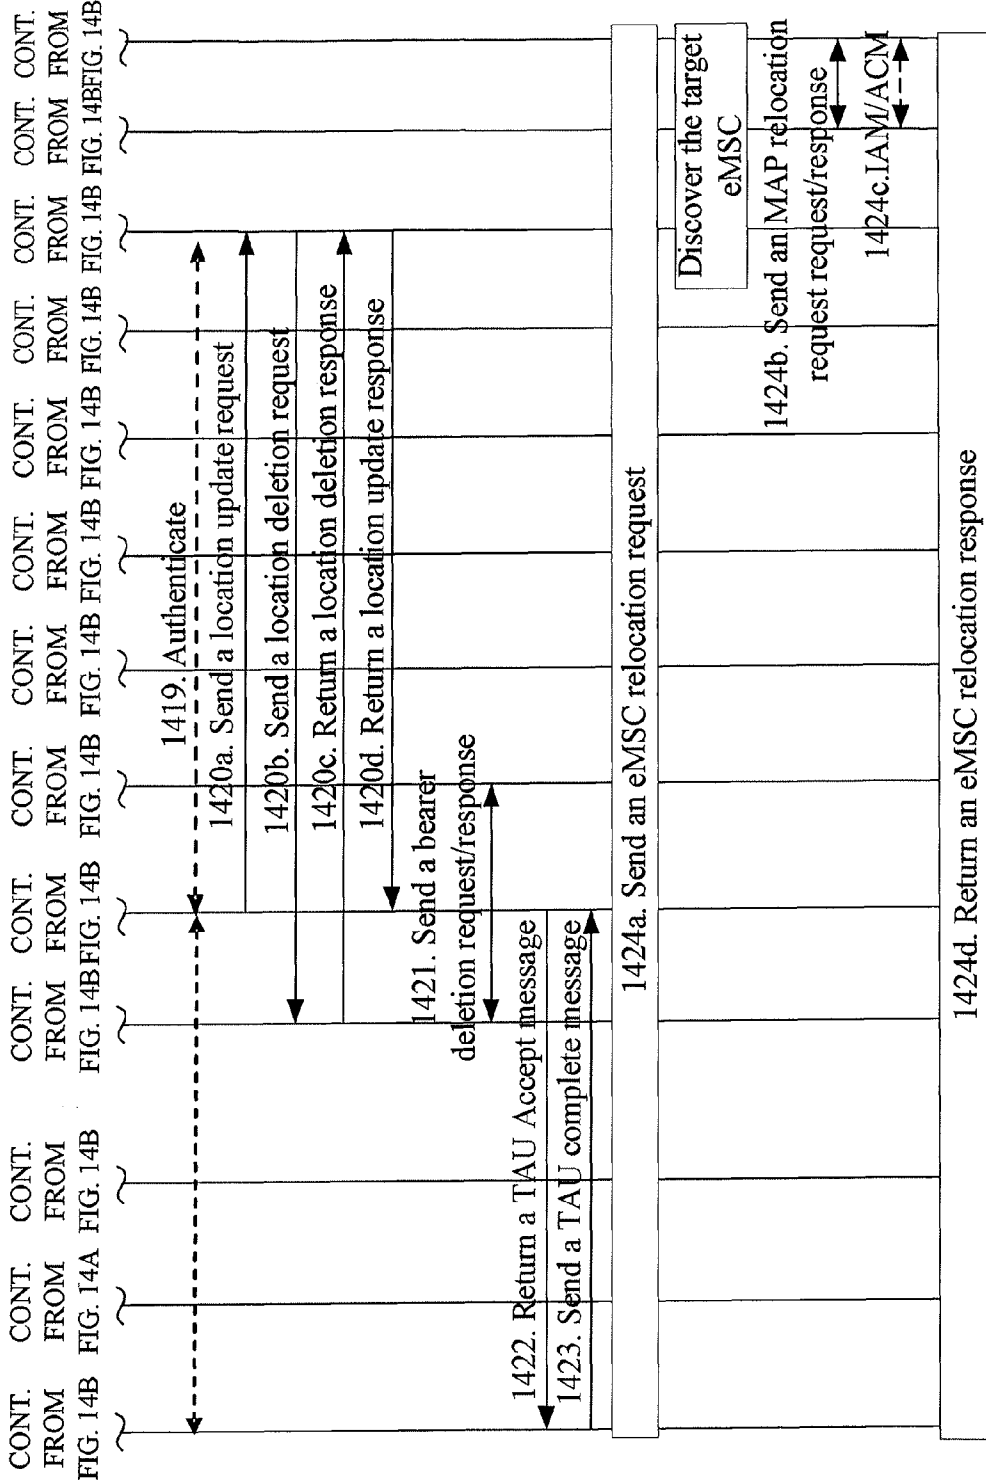 CONT.
FROM
FIG. 14B
CONT.
FROM
FIG. 14A
CONT.
FROM
FIG. 14B
CONT.
FROM
FIG. 14B
CONT.
FROM
FIG. 14B
CONT.
FROM
FIG. 14B
CONT.
FROM
FIG. 14B
CONT.
FROM
FIG. 14B
CONT.
FROM
FIG. 14B
CONT.
FROM
FIG. 14B
CONT.
FROM
FIG. 14B
CONT.
FROM
FIG. 14B
CONT.
FROM
FIG. 14B
1419. Authenticate
1420a. Send a location update request
1420b. Send a location deletion request
1420c. Return a location deletion response
1420d. Return a location update response
1421. Send a bearer
deletion request/response
1422. Return a TAU Accept message
1423. Send a TAU complete message
1424a. Send an eMSC relocation request
Discover the target
eMSC
1424b. Send an MAP relocation
request request/response
1424c.IAM/ACM
1424d. Return an eMSC relocation response